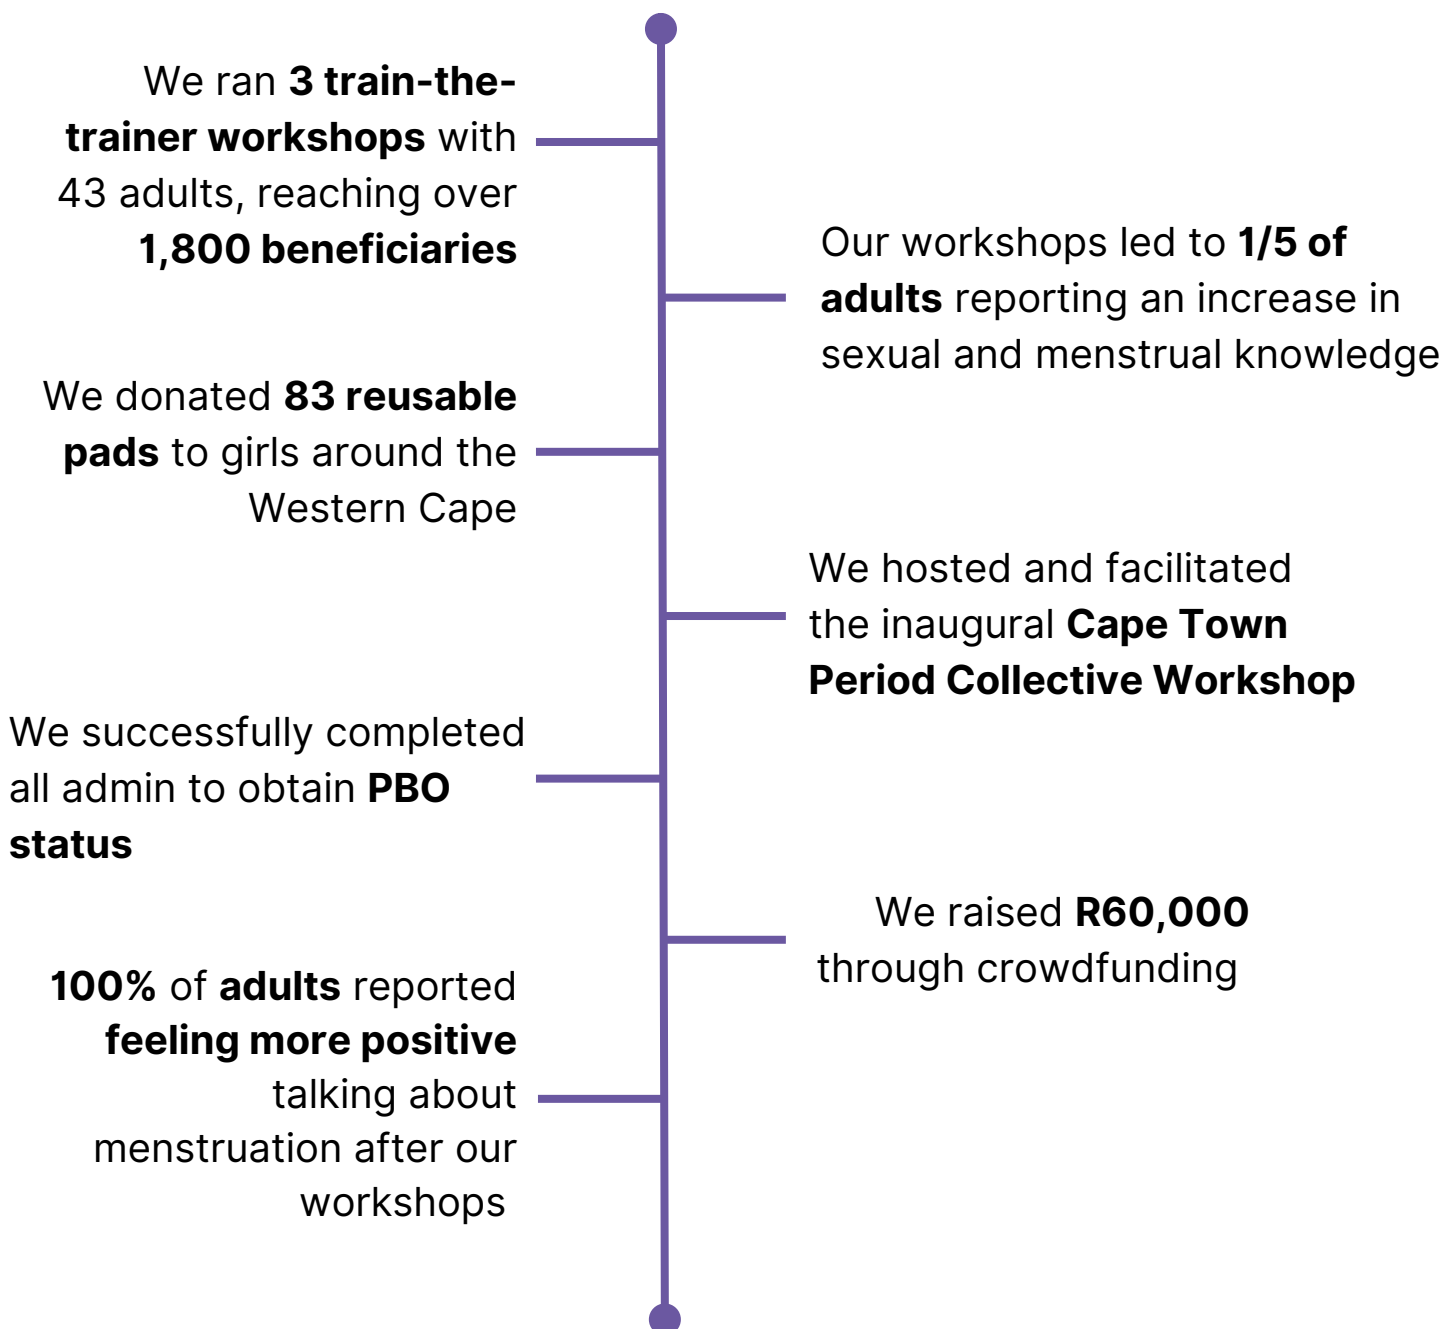 We ran 3 train-the-
trainer workshops with
43 adults, reaching over
1,800 beneficiaries
Our workshops led to 1/5 of
adults reporting an increase in
sexual and menstrual knowledge
We donated 83 reusable
pads to girls around the
Western Cape
We hosted and facilitated
the inaugural Cape Town
Period Collective Workshop
We successfully completed
all admin to obtain PBO
status
We raised R60,000
through crowdfunding
100% of adults reported
feeling more positive
talking about
menstruation after our
workshops